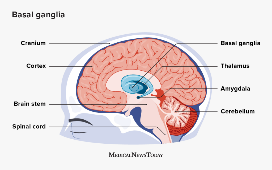 Basal ganglia
Cranium
Cortex
Brain stem
Spinal cord
Basal ganglia
Thalamus
Amygdala
Cerebellum
MEDICALNEWSTODAY